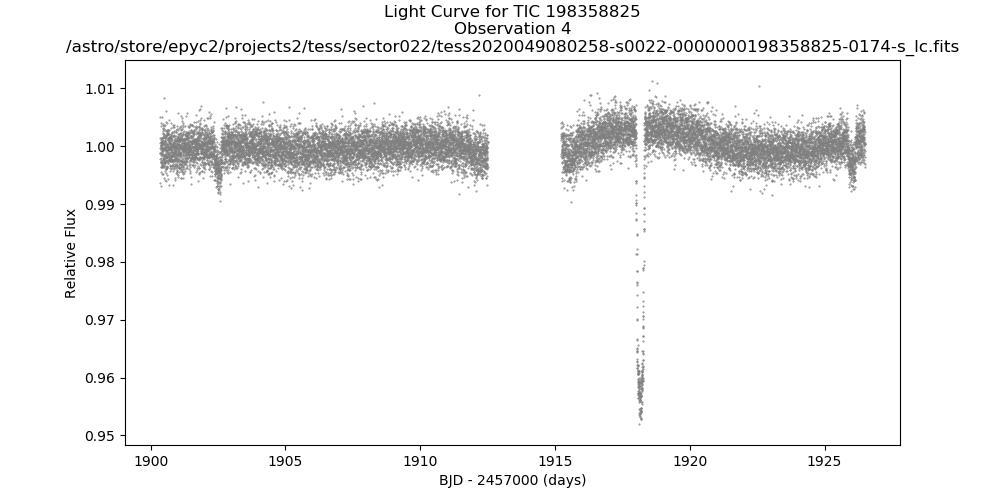 Light Curve for TIC 198358825
Observation 4
/astro/store/epyc2/projects2/tess/sector022/tess2020049080258-s0022-0000000198358825-0174-s_lc.fits
1.01
1.00
0.99
0.98
0.97
0.96
0.95
Relative Flux
1900 1905 1910 1915 1920 1925
BJD - 2457000 (days)